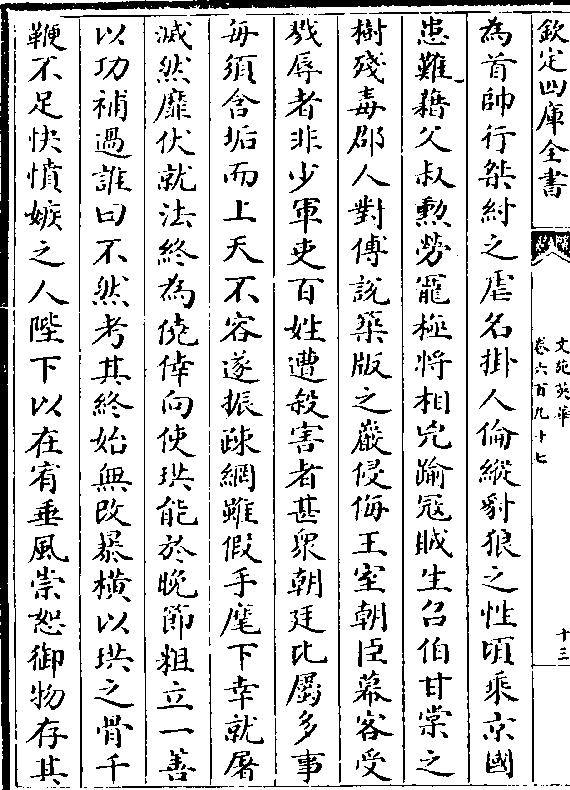 欽定四庫全書
文苑英華
卷六百九十七
十三
為首帥行桀紂之虐名掛人倫縱豺狼之性頃乘京國
患難藉父叔勲勞寵極將相兇踰冦賊生召伯甘棠之
樹殘毒郡人對傅說築版之巖侵侮王室朝臣幕客受
戮辱者非少軍吏百姓遭殺害者甚衆朝廷比屬多事
每須含垢而上天不容遂振疎網雖假手麾下幸就屠
滅然靡伏就法終為僥倖向使珙能於晚節粗立一善
以功補過誰曰不然考其終始無改暴横以珙之骨千
鞭不足快憤嫉之人陛下以在宥垂風崇恕御物存其